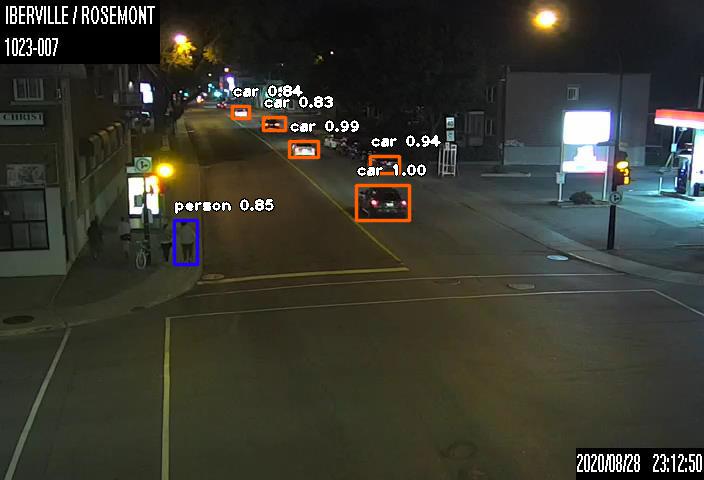 IBERVILLE / ROSEMONT
1023-007
car 0.84
car 0.83
car 0.99
car 0.94
car 1.00
CHRIST
person 0.85
2020/08/28 23:12:50